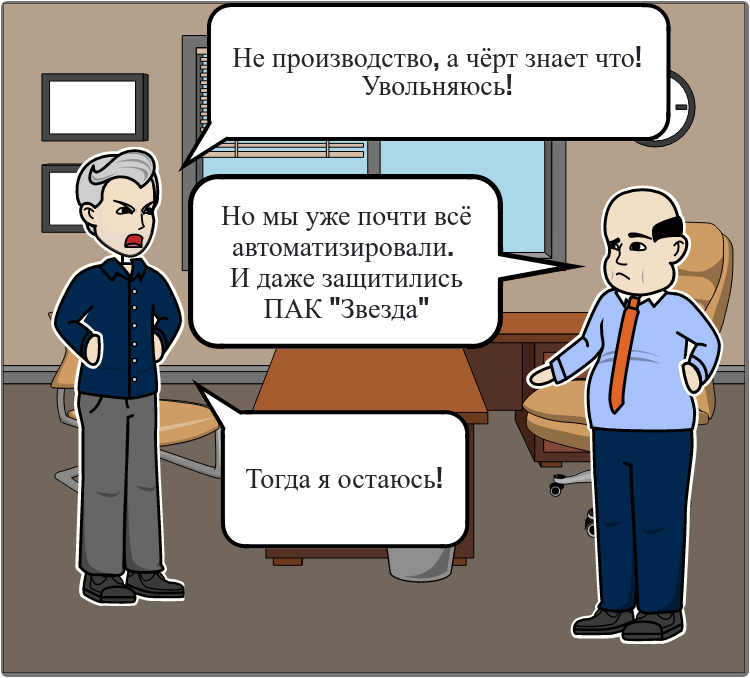 Не производство, а чёрт знает что!
Увольняюсь!
Но мы уже почти всё
автоматизировали.
И даже защитились
ПАК "Звезда"
Тогда я остаюсь!